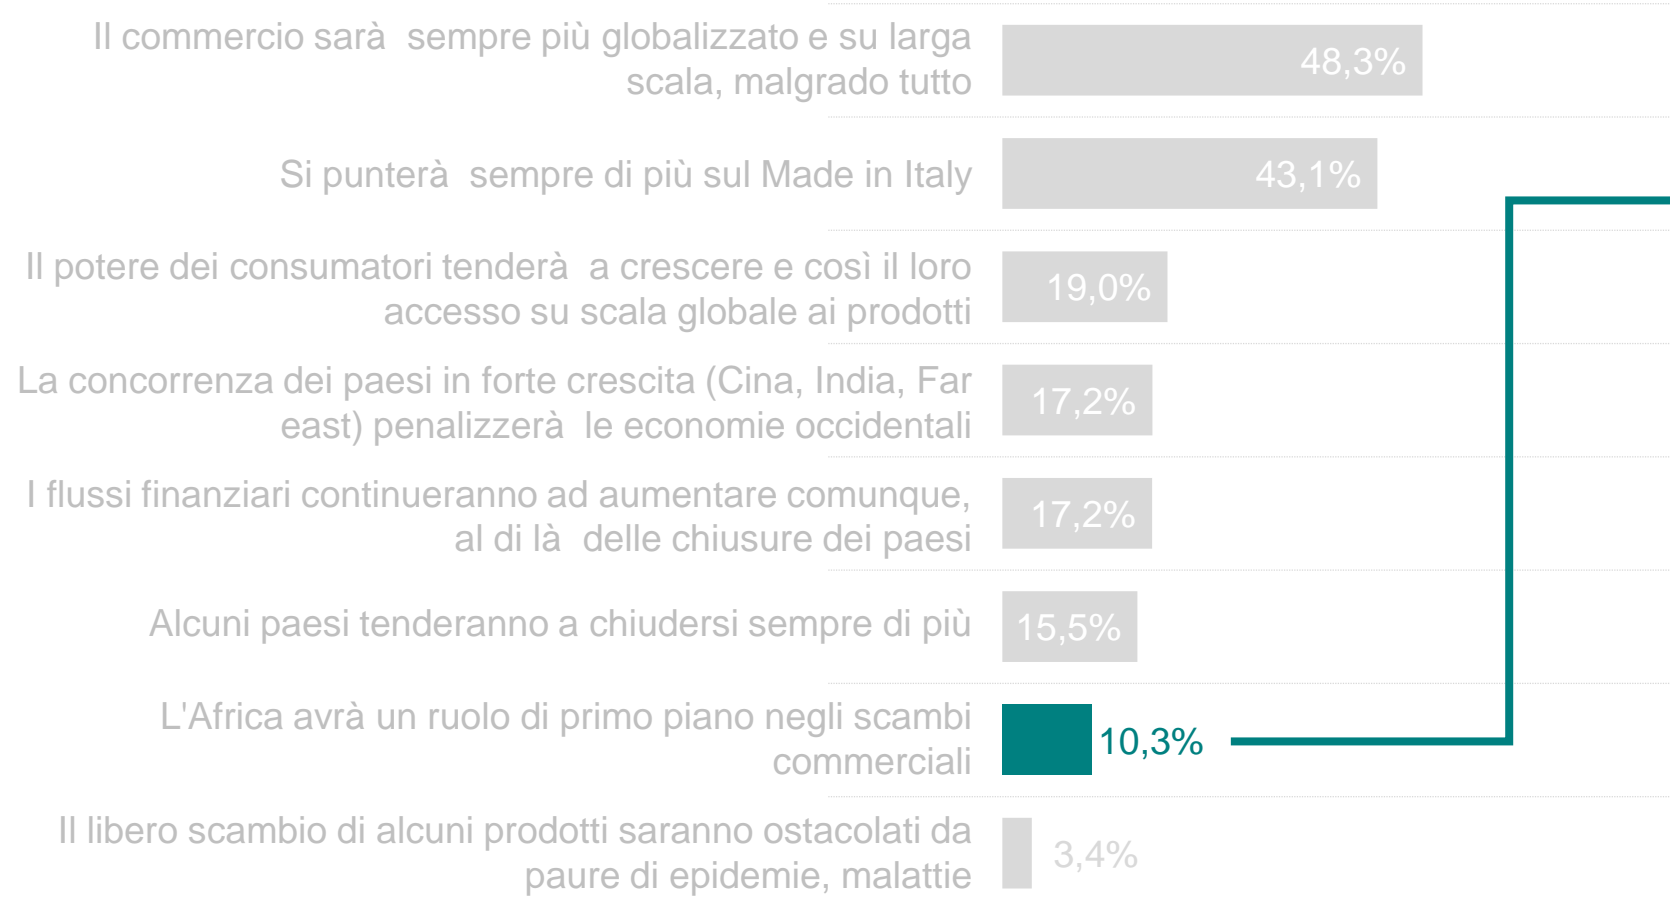 Il commercio sarà  sempre più globalizzato e su larga
scala, malgrado tutto
48,3%
Si punterà  sempre di più sul Made in Italy
43,1%
Il potere dei consumatori tenderà  a crescere e così il loro
accesso su scala globale ai prodotti
19,0%
La concorrenza dei paesi in forte crescita (Cina, India, Far
east) penalizzerà  le economie occidentali
17,2%
I flussi finanziari continueranno ad aumentare comunque,
al di là  delle chiusure dei paesi
17,2%
Alcuni paesi tenderanno a chiudersi sempre di più
15,5%
L'Africa avrà un ruolo di primo piano negli scambi
commerciali
10,3%
Il libero scambio di alcuni prodotti saranno ostacolati da
paure di epidemie, malattie
3,4%